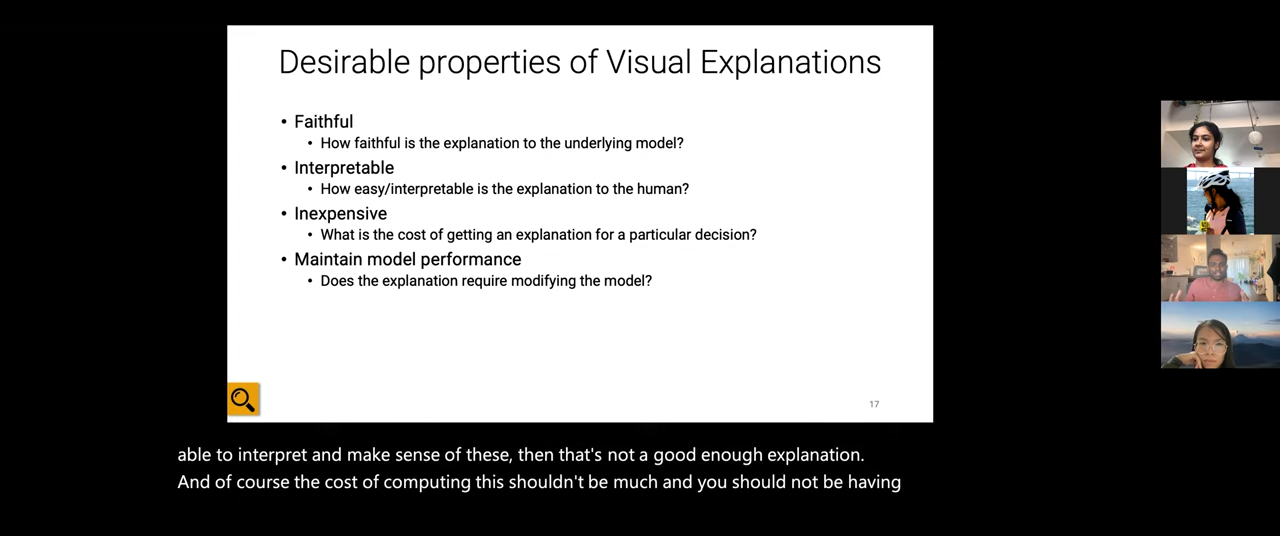 Desirable properties of Visual Explanations
• Faithful
• How faithful is the explanation to the underlying model?
• Interpretable
• How easy/interpretable is the explanation to the human?
• Inexpensive
• What is the cost of getting an explanation for a particular decision?
• Maintain model performance
• Does the explanation require modifying the model?
17
able to interpret and make sense of these, then that's not a good enough explanation.
And of course the cost of computing this shouldn't be much and you should not be having